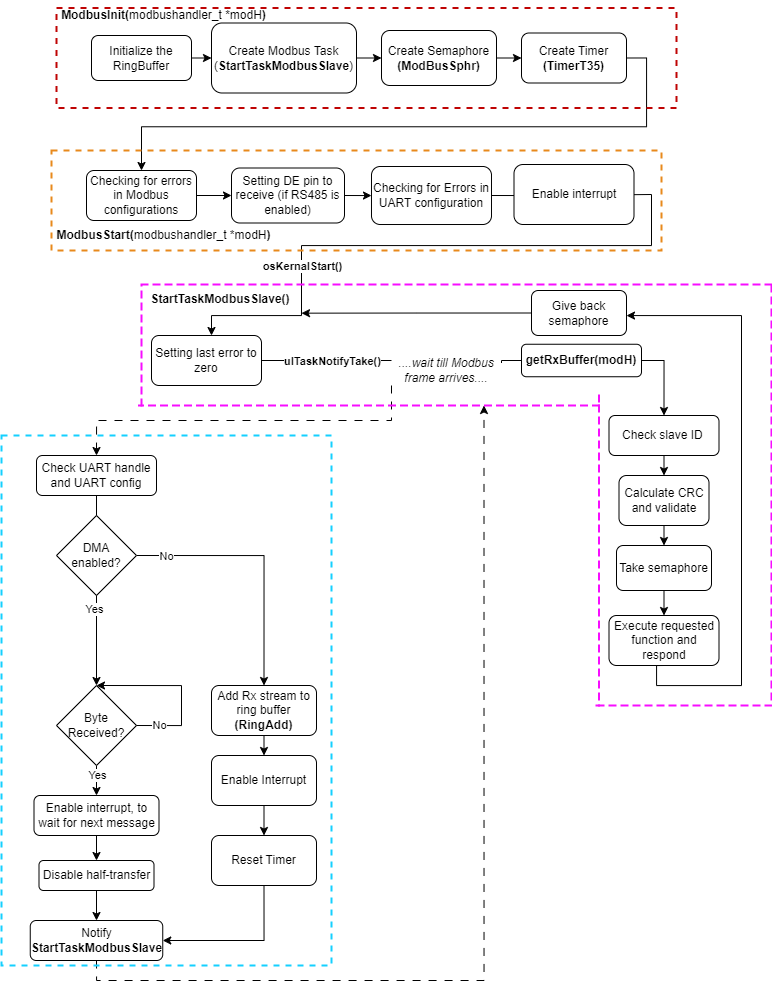 ModbusInit(modbushandler_t *modH)
Initialize the
RingBuffer
Create Modbus Task
(StartTaskModbusSlave)
Create Semaphore
(ModBusSphr)
Create Timer
(TimerT35)
Checking for errors
in Modbus
configurations
Setting DE pin to
receive (if RS485 is
enabled)
Checking for Errors in
UART configuration
Enable interrupt
ModbusStart(modbushandler_t *modH)
osKernalStart()
StartTaskModbusSlave()
Give back
semaphore
Setting last error to
zero
ulTaskNotifyTake()
....wait till Modbus
frame arrives....
getRxBuffer(modH)
Check slave ID
Calculate CRC
and validate
Take semaphore
Execute requested
function and
respond
Check UART handle
and UART config
DMA
enabled?
No
Yes
Add Rx stream to
ring buffer
(RingAdd)
Byte
Received?
No
Yes
Enable Interrupt
Enable interrupt, to
wait for next message
Reset Timer
Disable half-transfer
Notify
StartTaskModbusSlave